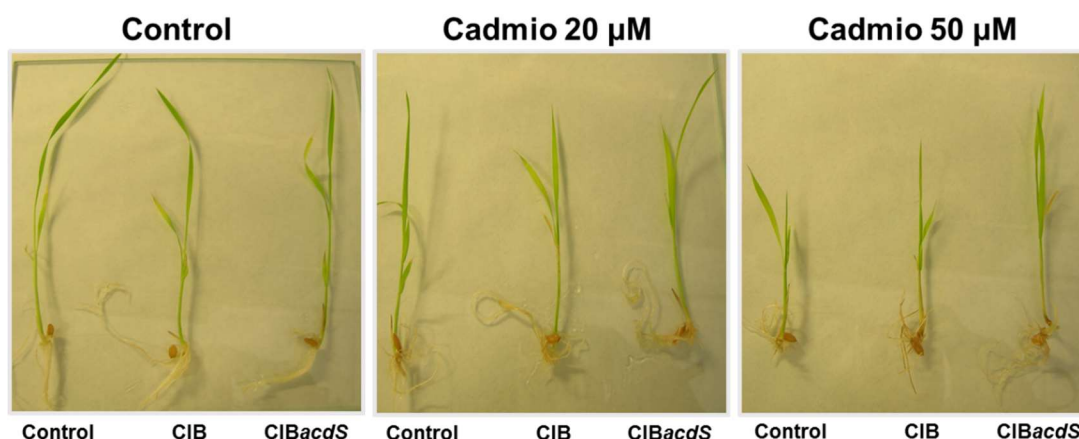 Control
Cadmio 20 µM
Cadmio 50 µM
Control CIB CIBacdS
Control CIB CIBacdS
Control CIB CIBacdS